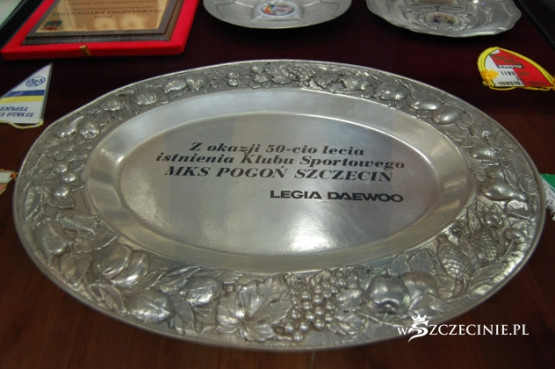 Z okazji 50-cio lecia
istnienia Klubu Sportowego
MKS POGOŃ SZCZECIN
LEGIA DAEWOO
wSZCZECINIE.PL